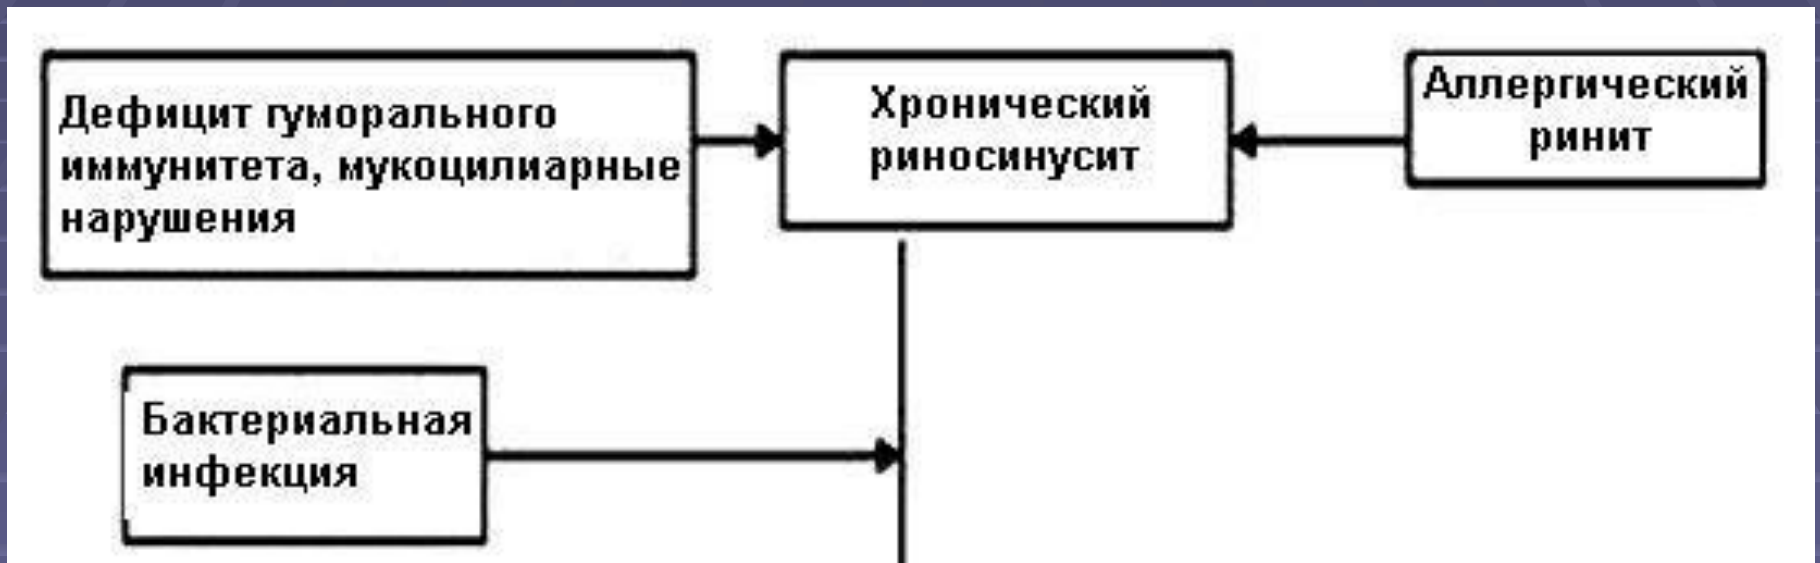 Дефицит гуморального
иммунитета, мукоцилиарные
нарушения
Хронический
риносинусит
Аллергический
ринит
Бактериальная
инфекция